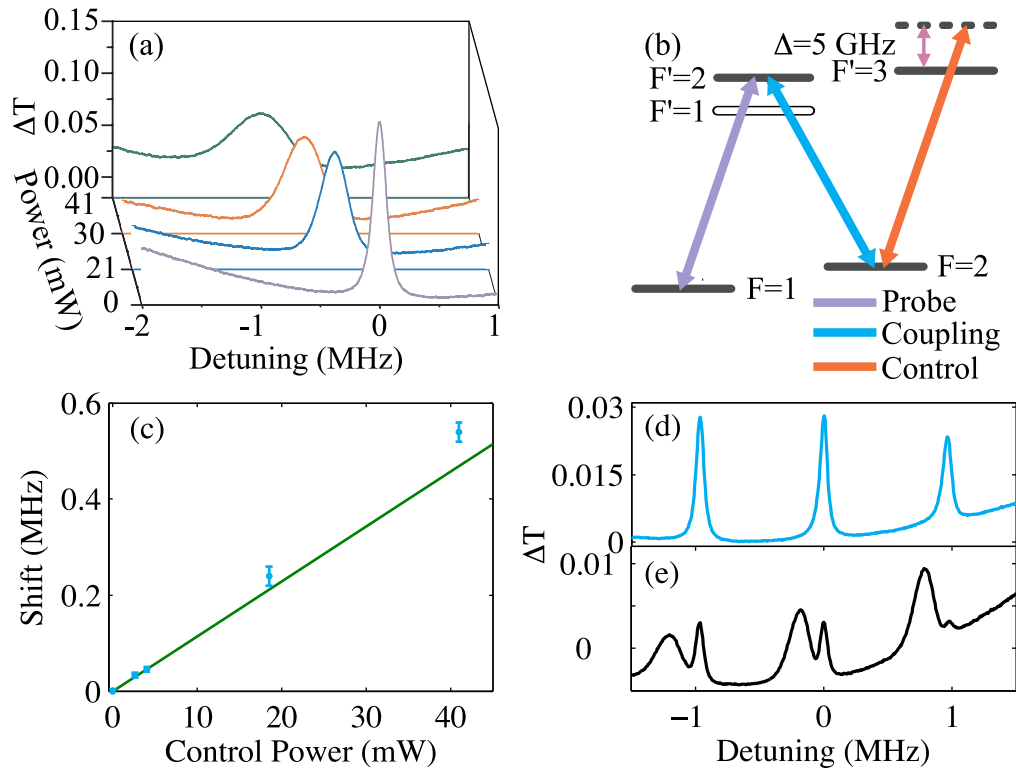 (a)
0.15
0.10
0.05
0.00
ΔT
41
30
21
0
Power (mW)
-2
-1
0
1
Detuning (MHz)
(b)
Δ=5 GHz
F'=2
F'=3
F'=1
F=2
F=1
Probe
Coupling
Control
(c)
0.6
0.4
0.2
0
Shift (MHz)
0
10
20
30
40
Control Power (mW)
(d)
0.03
0.015
0
ΔT
(e)
0.01
0
−1
0
1
Detuning (MHz)